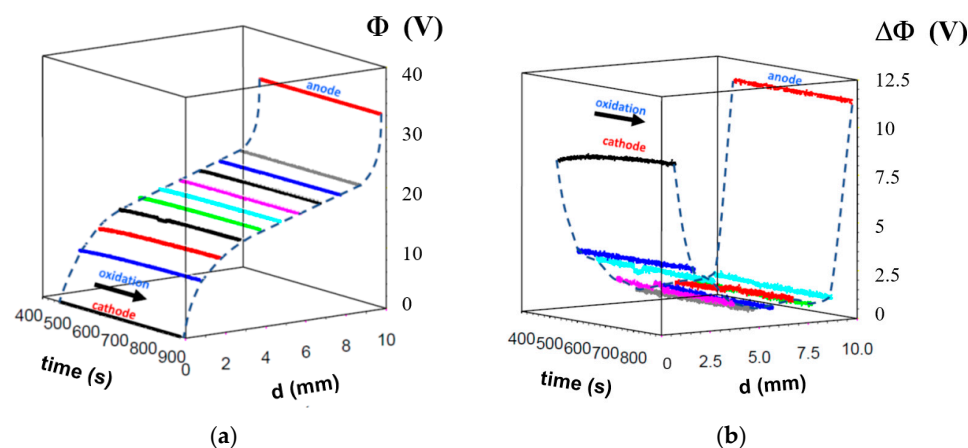 Φ (V)
40
30
20
10
0
anode
oxidation
cathode
400
500
600
700
800
900
0
2
4
6
8
10
time (s)
d (mm)
(a)
ΔΦ (V)
12.5
10
7.5
5
2.5
0
anode
oxidation
cathode
400
500
600
700
800
0
2.5
5.0
7.5
10.0
time (s)
d (mm)
(b)